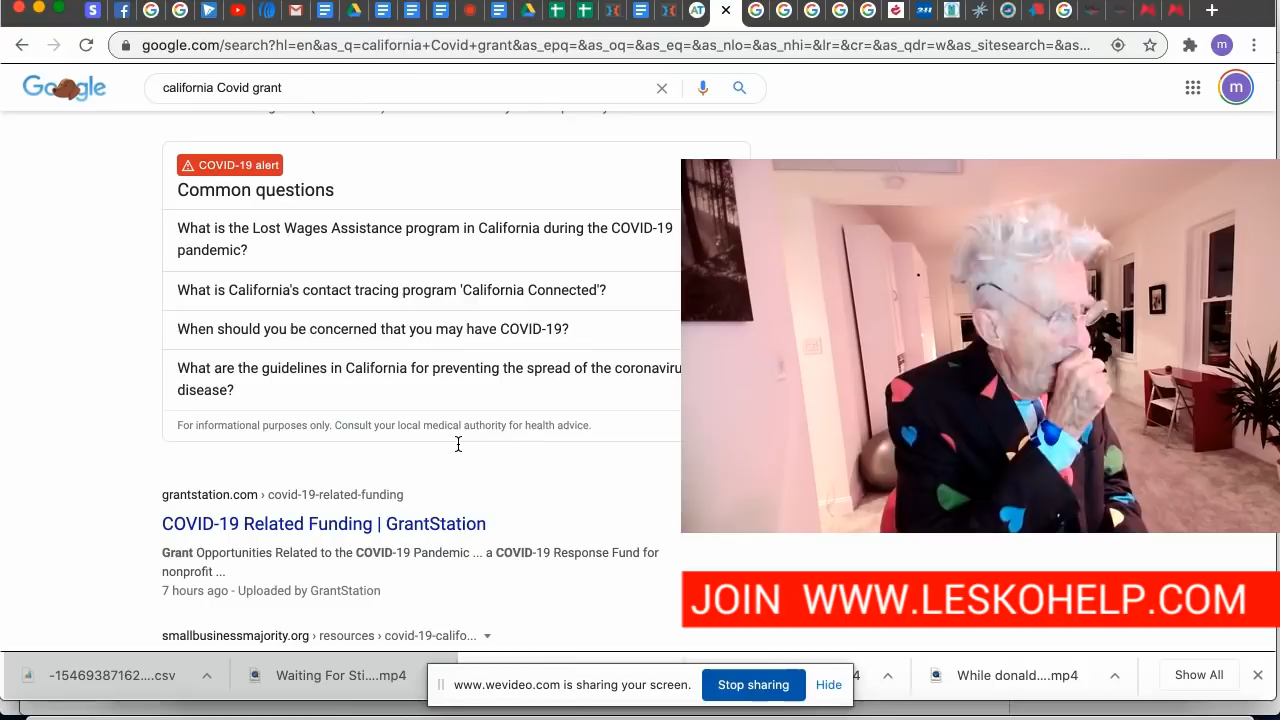 google.com/search?hl=en&as_q=california+Covid+grant&as_epq=&as_oq=&as_eq=&as_nlo=&as_nhi=&lr=&cr=&as_qdr=w&as_sitesearch=&as...
m
Google
california Covid grant
m
COVID-19 alert
Common questions
What is the Lost Wages Assistance program in California during the COVID-19
pandemic?
What is California's contact tracing program 'California Connected'?
When should you be concerned that you may have COVID-19?
What are the guidelines in California for preventing the spread of the coronaviru
disease?
For informational purposes only. Consult your local medical authority for health advice.
grantstation.com › covid-19-related-funding
COVID-19 Related Funding | GrantStation
Grant Opportunities Related to the COVID-19 Pandemic ... a COVID-19 Response Fund for
nonprofit ...
7 hours ago - Uploaded by GrantStation
smallbusinessmajority.org › resources › covid-19-califo...
JOIN WWW.LESKOHELP.COM
-15469387162....csv
Waiting For Sti....mp4
www.wevideo.com is sharing your screen.
Stop sharing
Hide
4
While donald....mp4
Show All